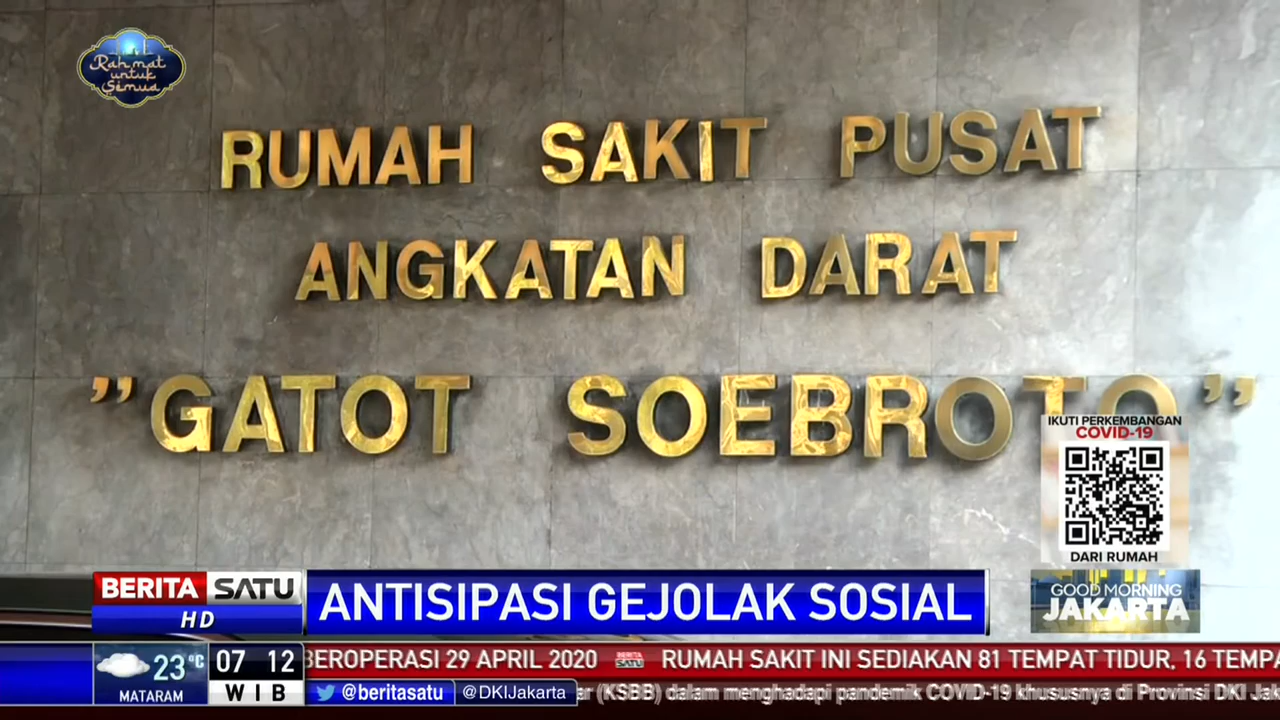 Rahmat
untuk
Semua
RUMAH SAKIT PUSAT
ANGKATAN DARAT
”GATOT SOEBROTO”
IKUTI PERKEMBANGAN
COVID-19
DARI RUMAH
BERITA SATU
HD
ANTISIPASI GEJOLAK SOSIAL
GOOD MORNING
JAKARTA
23°C
MATARAM
07 12
WIB
BEROPERASI 29 APRIL 2020 BERITA SATU RUMAH SAKIT INI SEDIAKAN 81 TEMPAT TIDUR, 16 TEMPA
@beritasatu @DKIJakarta ar (KSBB) dalam menghadapi pandemik COVID-19 khususnya di Provinsi DKI Jak